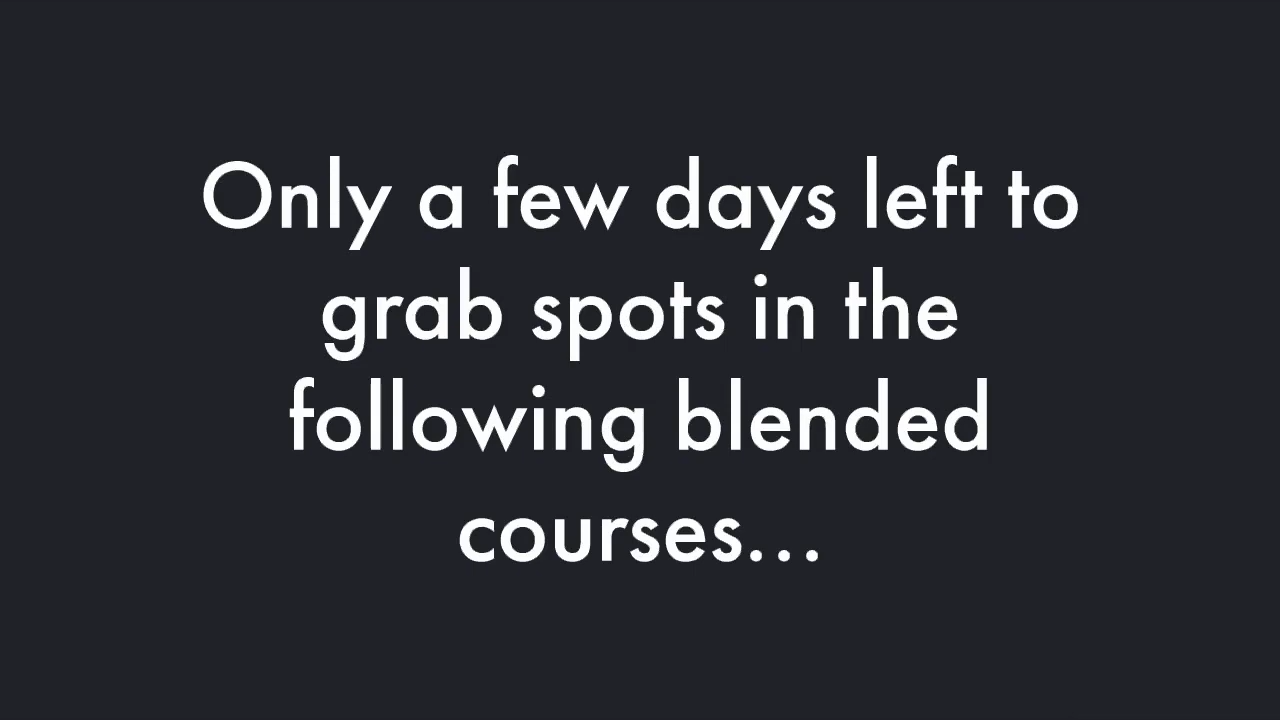 Only a few days left to
grab spots in the
following blended
courses...